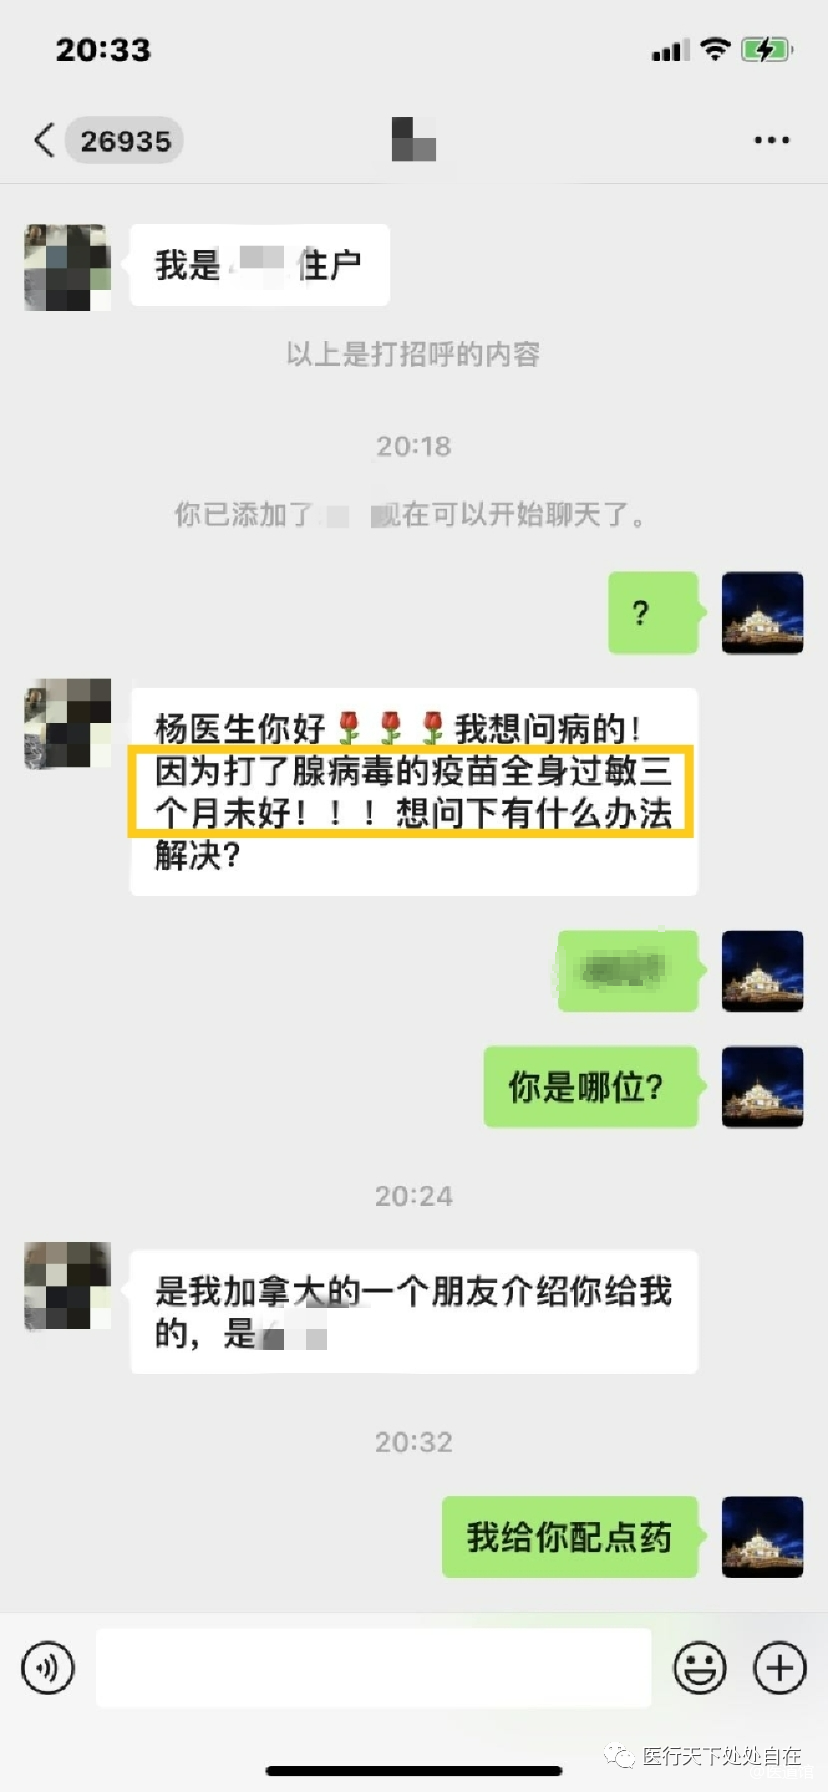 20:33
26935
我是 住户
以上是打招呼的内容
20:18
你已添加了 现在可以开始聊天了。
?
杨医生你好🌹🌹🌹我想问病的!
因为打了腺病毒的疫苗全身过敏三
个月未好!!!想问下有什么办法
解决?
你是哪位?
20:24
是我加拿大的一个朋友介绍你给我
的,是
20:32
我给你配点药
医行天下处处自在